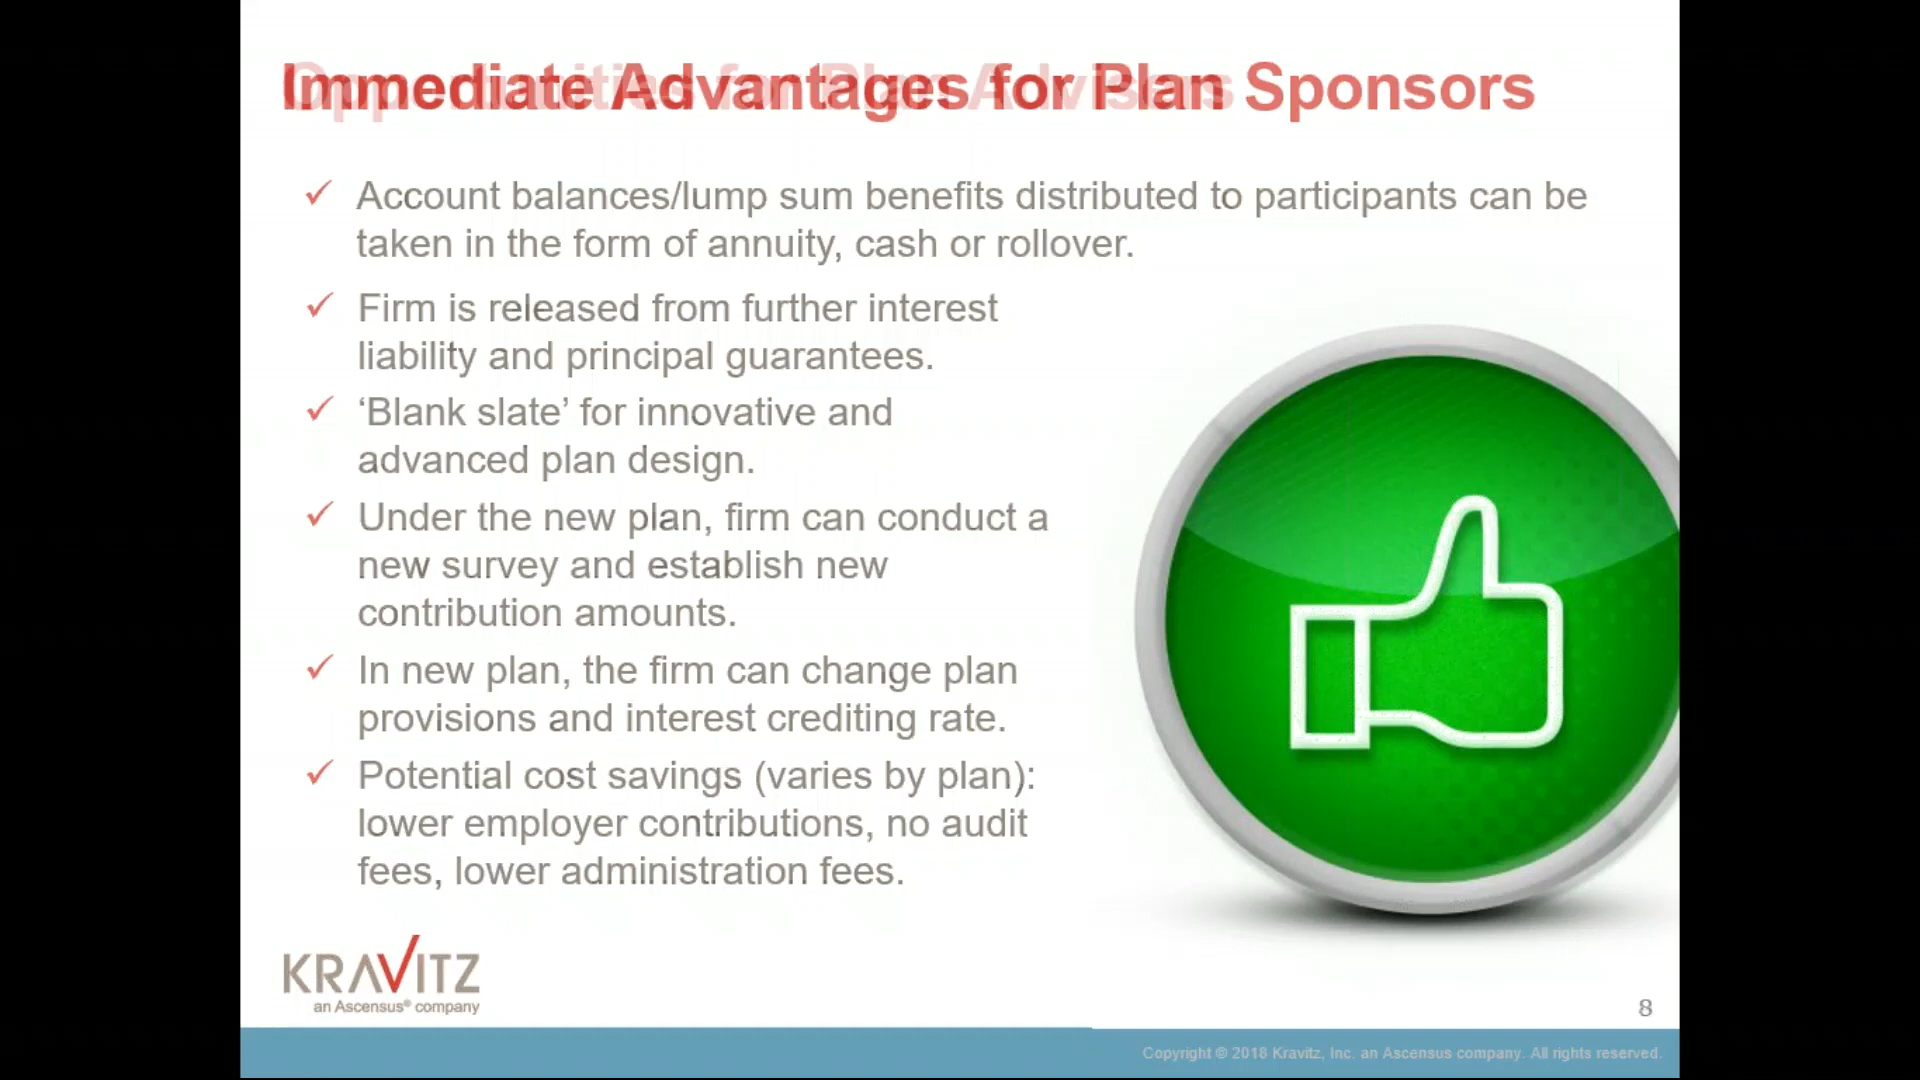 Immediate Advantages for Plan Sponsors
Opportunities for Plan Advisers
✓ Account balances/lump sum benefits distributed to participants can be
taken in the form of annuity, cash or rollover.
✓ Firm is released from further interest
liability and principal guarantees.
✓ ‘Blank slate’ for innovative and
advanced plan design.
✓ Under the new plan, firm can conduct a
new survey and establish new
contribution amounts.
✓ In new plan, the firm can change plan
provisions and interest crediting rate.
✓ Potential cost savings (varies by plan):
lower employer contributions, no audit
fees, lower administration fees.
KRAVITZ
an Ascensus® company
8
Copyright © 2018 Kravitz, Inc. an Ascensus company. All rights reserved.